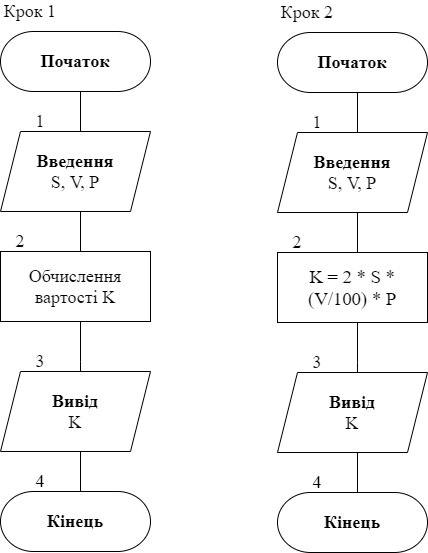 Крок 1
Початок
1
Введення
S, V, P
2
Обчислення
вартості K
3
Вивід
K
4
Кінець
Крок 2
Початок
1
Введення
S, V, P
2
K = 2 * S *
(V/100) * P
3
Вивід
K
4
Кінець